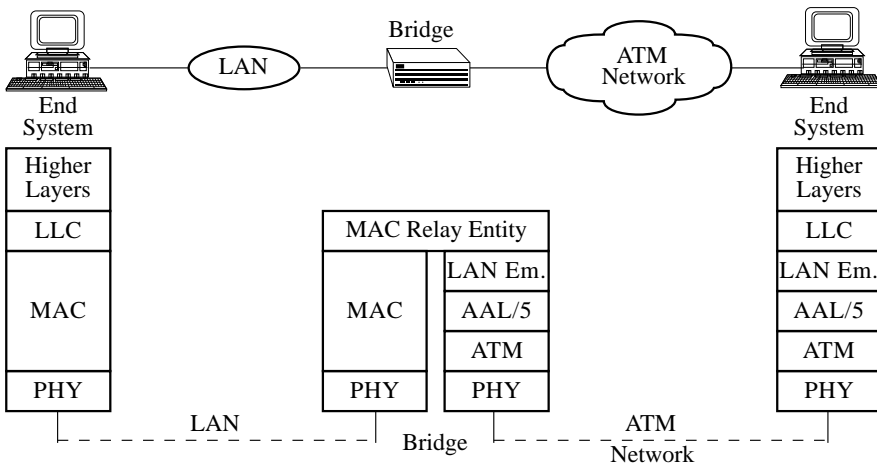 Bridge
LAN
ATM
Network
End
System
End
System
Higher
Layers
LLC
MAC
PHY
MAC Relay Entity
MAC
PHY
LAN Em.
AAL/5
ATM
PHY
Higher
Layers
LLC
LAN Em.
AAL/5
ATM
PHY
LAN
Bridge
ATM
Network